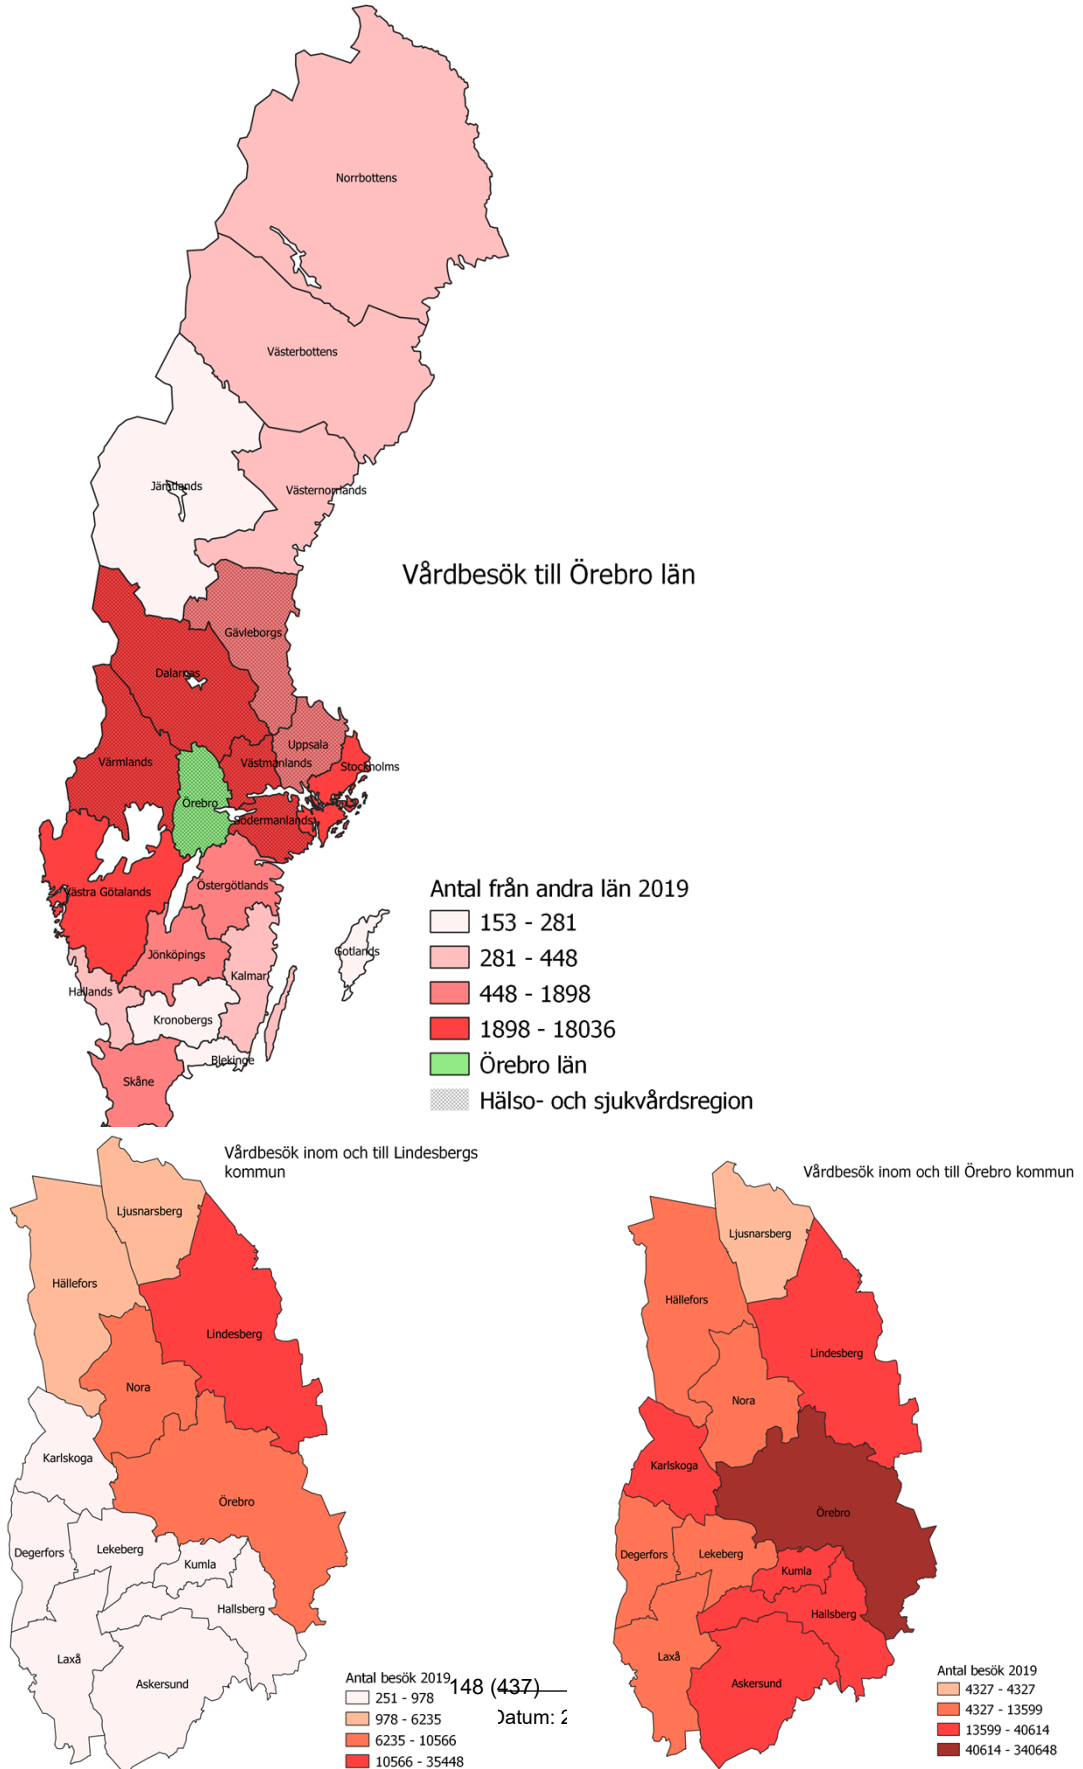 Norrbottens
Västerbottens
Jämtlands
Västernorrlands
Vårdbesök till Örebro län
Gävleborgs
Dalarnas
Uppsala
Värmlands
Västmanlands
Stockholms
Örebro
Södermanlands
Östergötlands
Västra Götalands
Antal från andra län 2019
153 - 281
281 - 448
448 - 1898
1898 - 18036
Örebro län
Hälso- och sjukvårdsregion
Jönköpings
Gotlands
Kalmar
Hallands
Kronobergs
Blekinge
Skåne
Vårdbesök inom och till Lindesbergs
kommun
Ljusnarsberg
Hällefors
Lindesberg
Nora
Karlskoga
Örebro
Degerfors
Lekeberg
Kumla
Hallsberg
Laxå
Askersund
Antal besök 2019
251 - 978
978 - 6235
6235 - 10566
10566 - 35448
148 (437)
Datum: 2
Vårdbesök inom och till Örebro kommun
Ljusnarsberg
Hällefors
Lindesberg
Nora
Karlskoga
Örebro
Degerfors
Lekeberg
Kumla
Hallsberg
Laxå
Askersund
Antal besök 2019
4327 - 4327
4327 - 13599
13599 - 40614
40614 - 340648